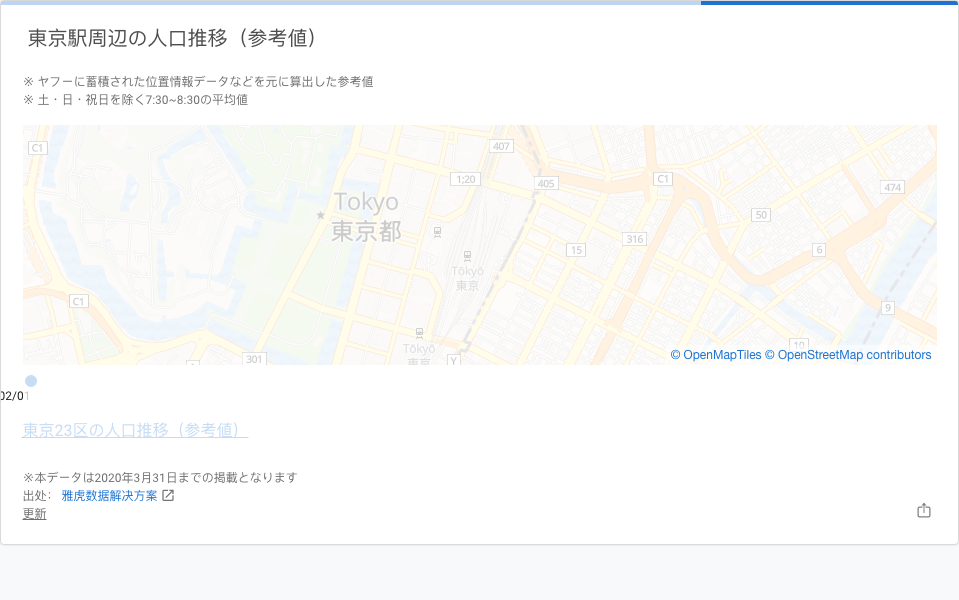 東京駅周辺の人口推移（参考値）
※ ヤフーに蓄積された位置情報データなどを元に算出した参考値
※ 土・日・祝日を除く7:30~8:30の平均値
C1
407
1;20
405
C1
474
Tokyo
東京都
50
316
15
6
Tōkyō
東京
C1
9
10
301
1
Tōkyō
東京
Y
© OpenMapTiles © OpenStreetMap contributors
02/01
東京23区の人口推移（参考値）
※本データは2020年3月31日までの掲載となります
出处： 雅虎数据解决方案
更新